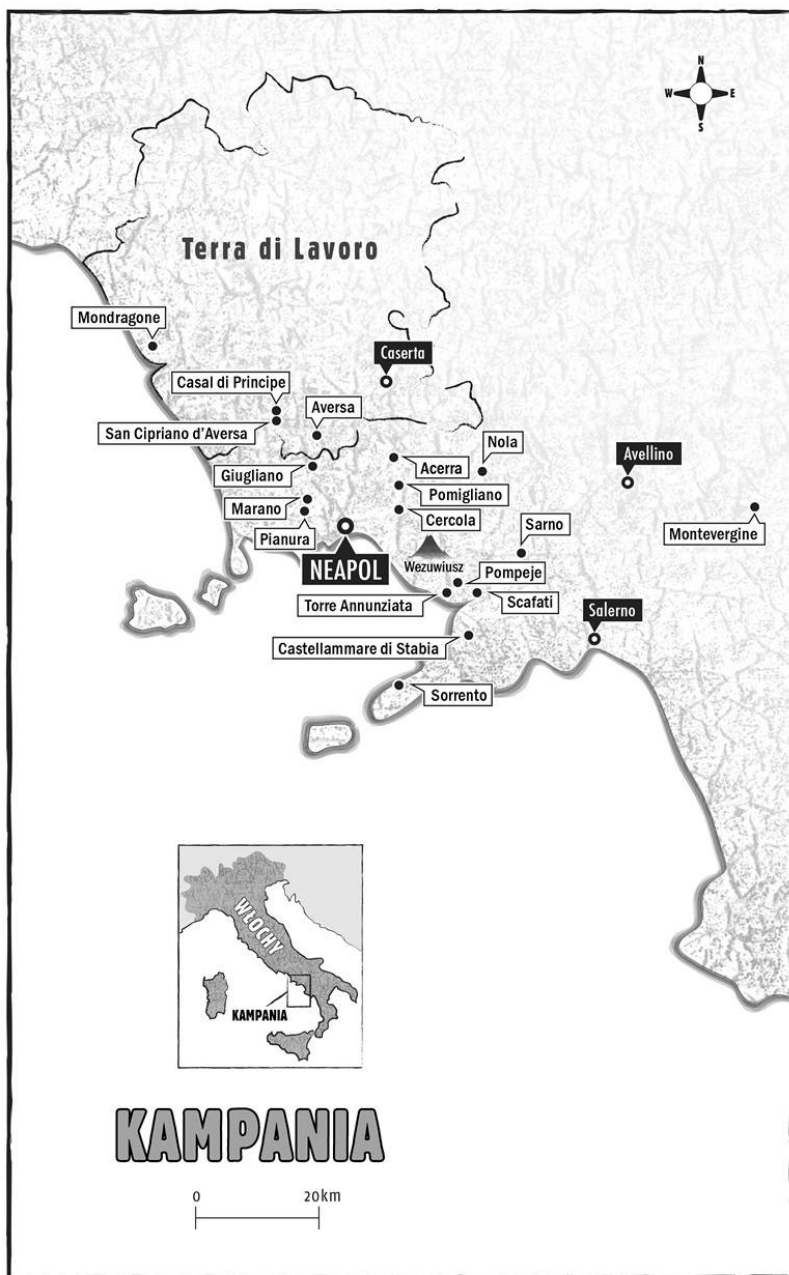 N
W E
S
Terra di Lavoro
Mondragone
Caserta
Casal di Principe
Aversa
San Cipriano d’Aversa
Nola
Acerra
Avellino
Giugliano
Pomigliano
Marano
Cercola
Sarno
Montevergine
Pianura
NEAPOL
Wezuwiusz
Pompeje
Torre Annunziata
Scafati
Salerno
Castellammare di Stabia
Sorrento
WŁOCHY
KAMPANIA
KAMPANIA
0 20km